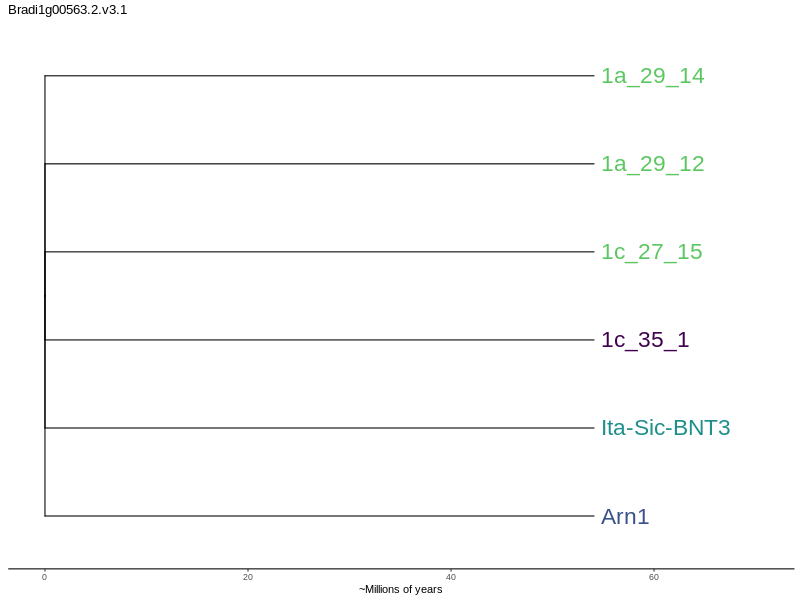 Bradi1g00563.2.v3.1
1a_29_14
1a_29_12
1c_27_15
1c_35_1
Ita-Sic-BNT3
Arn1
0 20 40 60
~Millions of years